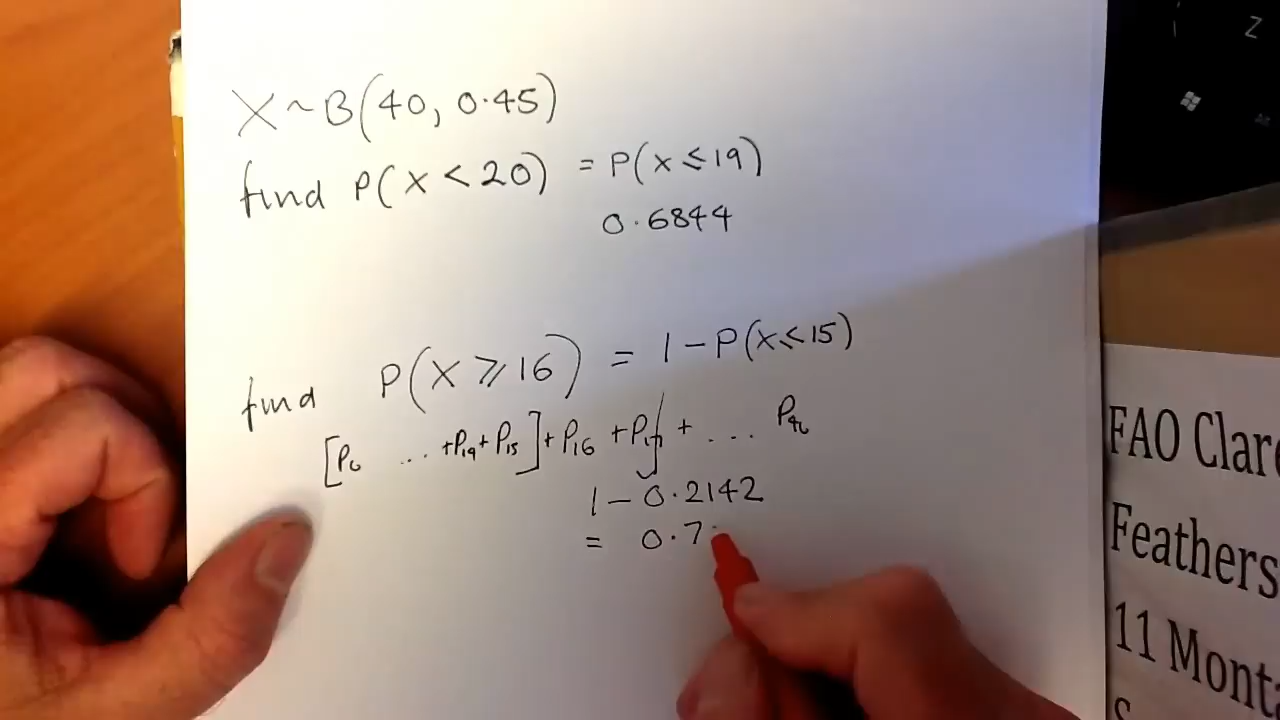 X ~ B(40, 0.45)
find P(X < 20) = P(x ≤ 19)
0.6844
find P(X ⩾ 16) = 1 - P(x ≤ 15)
[P₀ ... + P₁₄ + P₁₅] + P₁₆ + P₁₇ + ... P₄₀
1 - 0.2142
= 0.7
FAO Clare
Feathers
11 Mont
Z